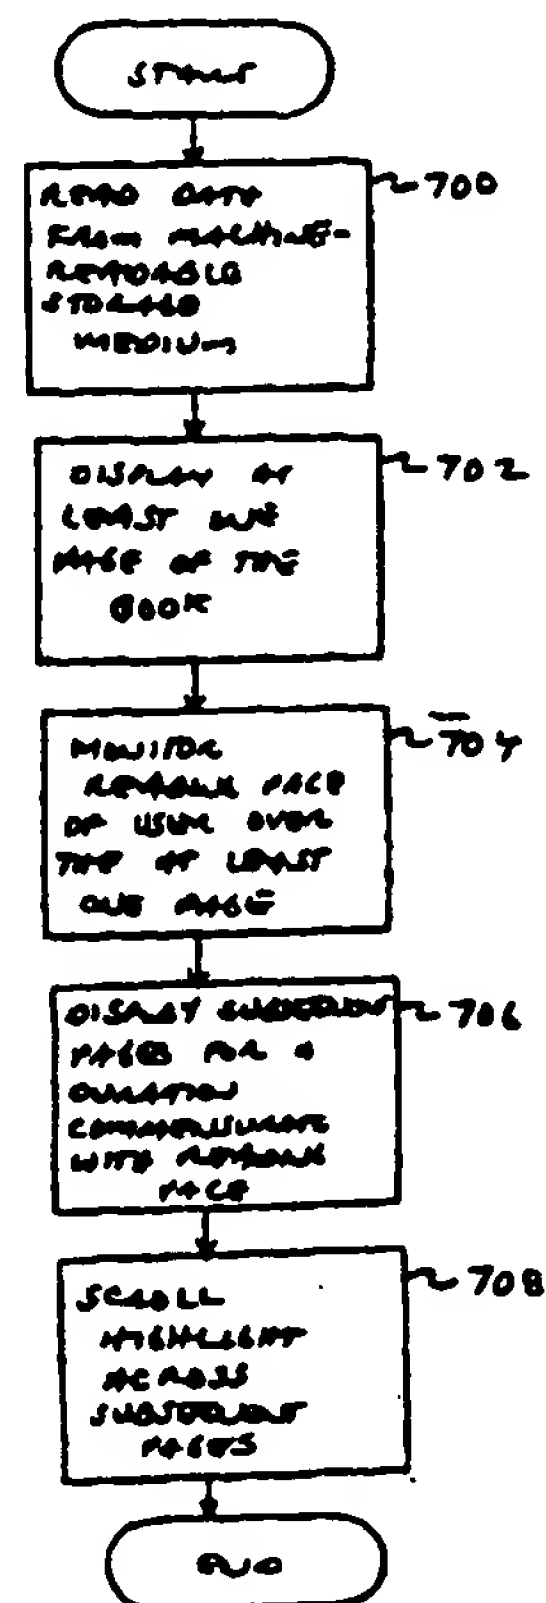 START
700
READ DATA
FROM MACHINE-
READABLE
STORAGE
MEDIUM
702
DISPLAY AT
LEAST ONE
PAGE OF THE
BOOK
704
MONITOR
READING PACE
OF USER OVER
THE AT LEAST
ONE PAGE
706
DISPLAY SUBSEQUENT
PAGES FOR A
DURATION
COMMENSURATE
WITH READING
PACE
708
SCROLL
HIGHLIGHT
ACROSS
SUBSEQUENT
PAGES
END